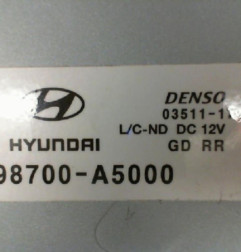 DENSO
03511-1
L/C-ND DC 12V
HYUNDAI GD RR
98700-A5000